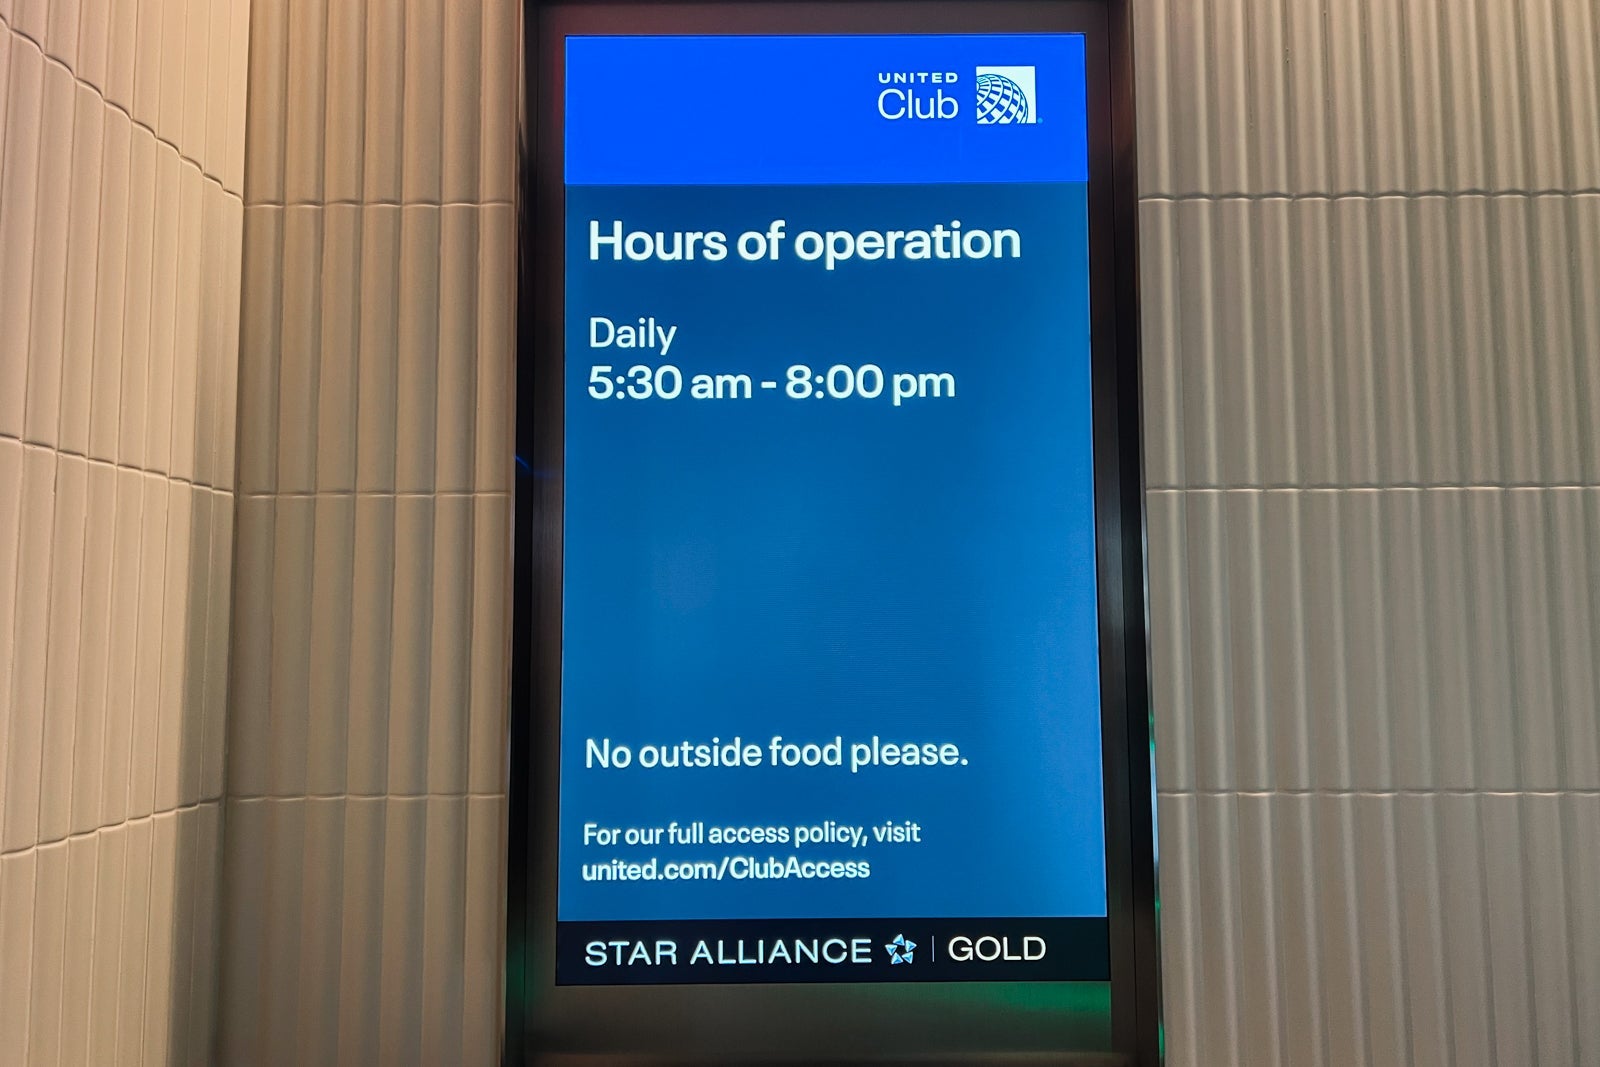 UNITED
Club
Hours of operation
Daily
5:30 am - 8:00 pm
No outside food please.
For our full access policy, visit
united.com/ClubAccess
STAR ALLIANCE GOLD